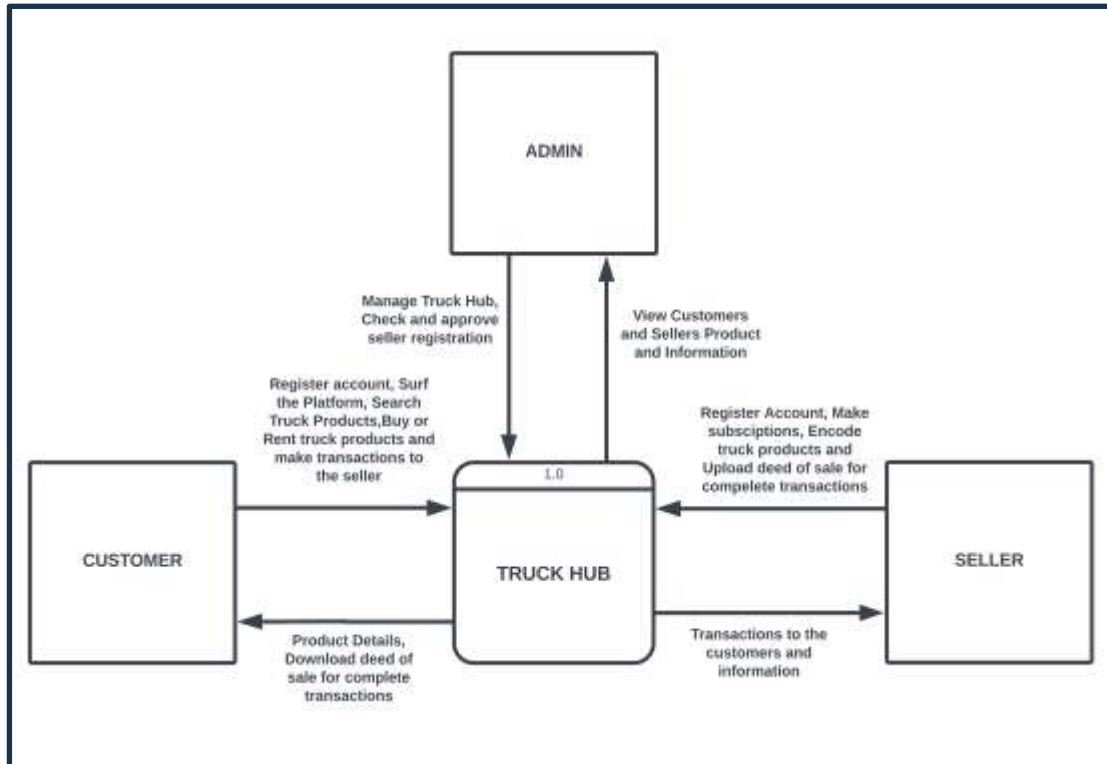 ADMIN
Manage Truck Hub,
Check and approve
seller registration
View Customers
and Sellers Product
and Information
Register account, Surf
the Platform, Search
Truck Products,Buy or
Rent truck products and
make transactions to
the seller
Register Account, Make
subsciptions, Encode
truck products and
Upload deed of sale for
compelete transactions
1.0
CUSTOMER
TRUCK HUB
SELLER
Product Details,
Download deed of
sale for complete
transactions
Transactions to the
customers and
information